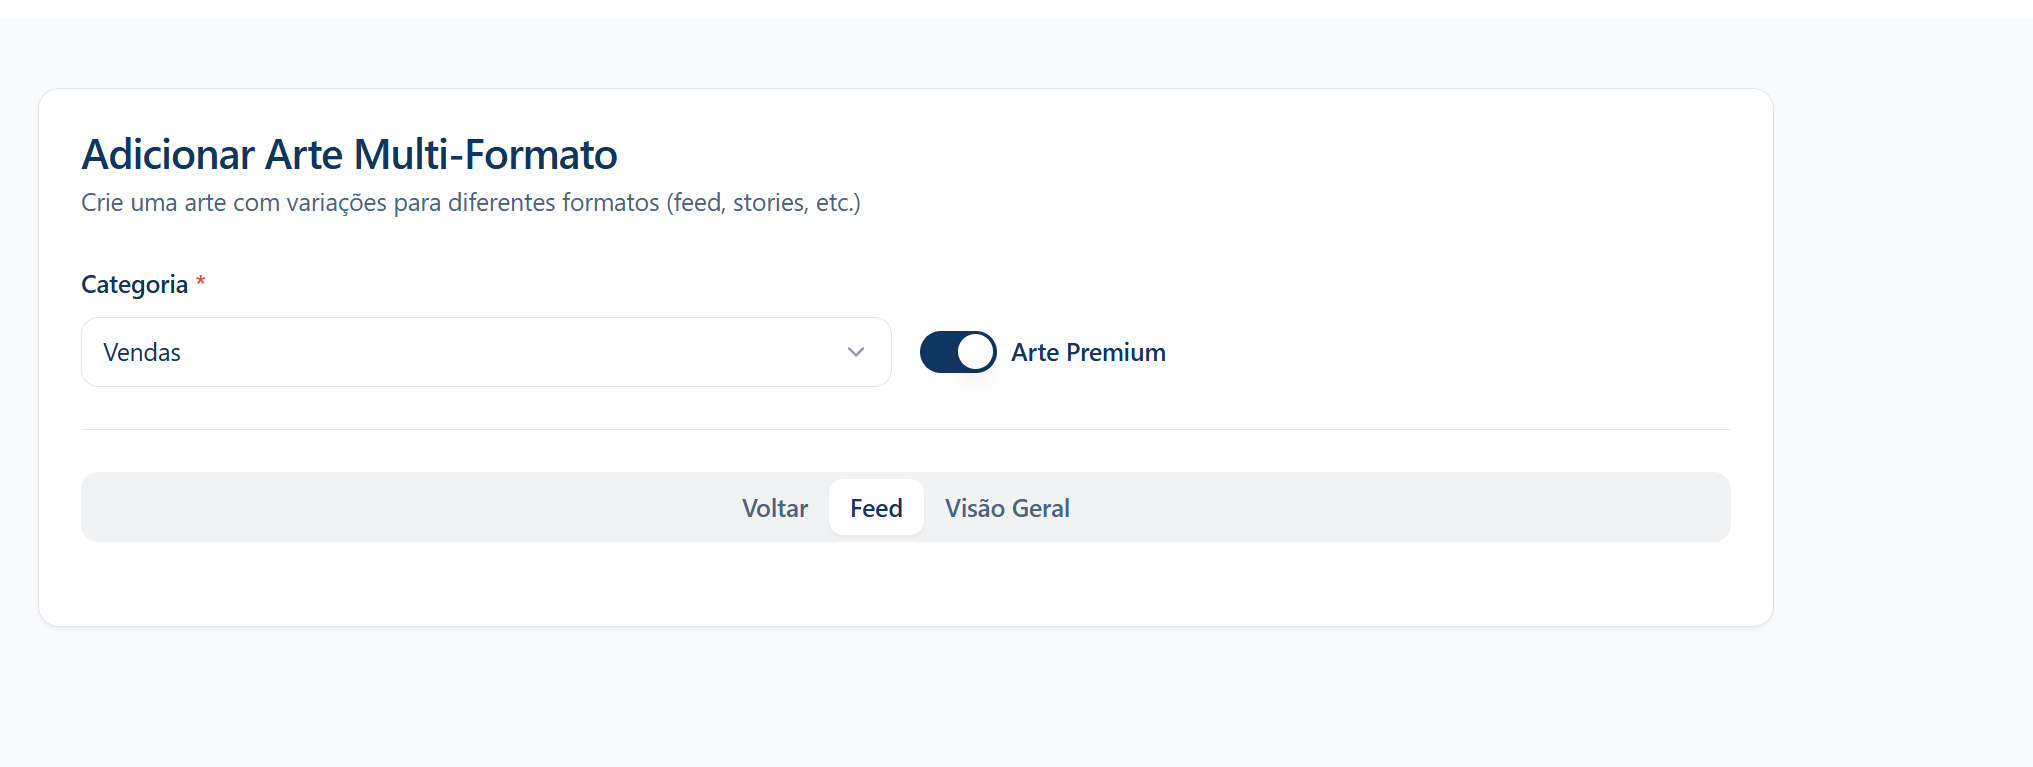 Adicionar Arte Multi-Formato
Crie uma arte com variações para diferentes formatos (feed, stories, etc.)
Categoria *
Vendas
Arte Premium
Voltar Feed Visão Geral